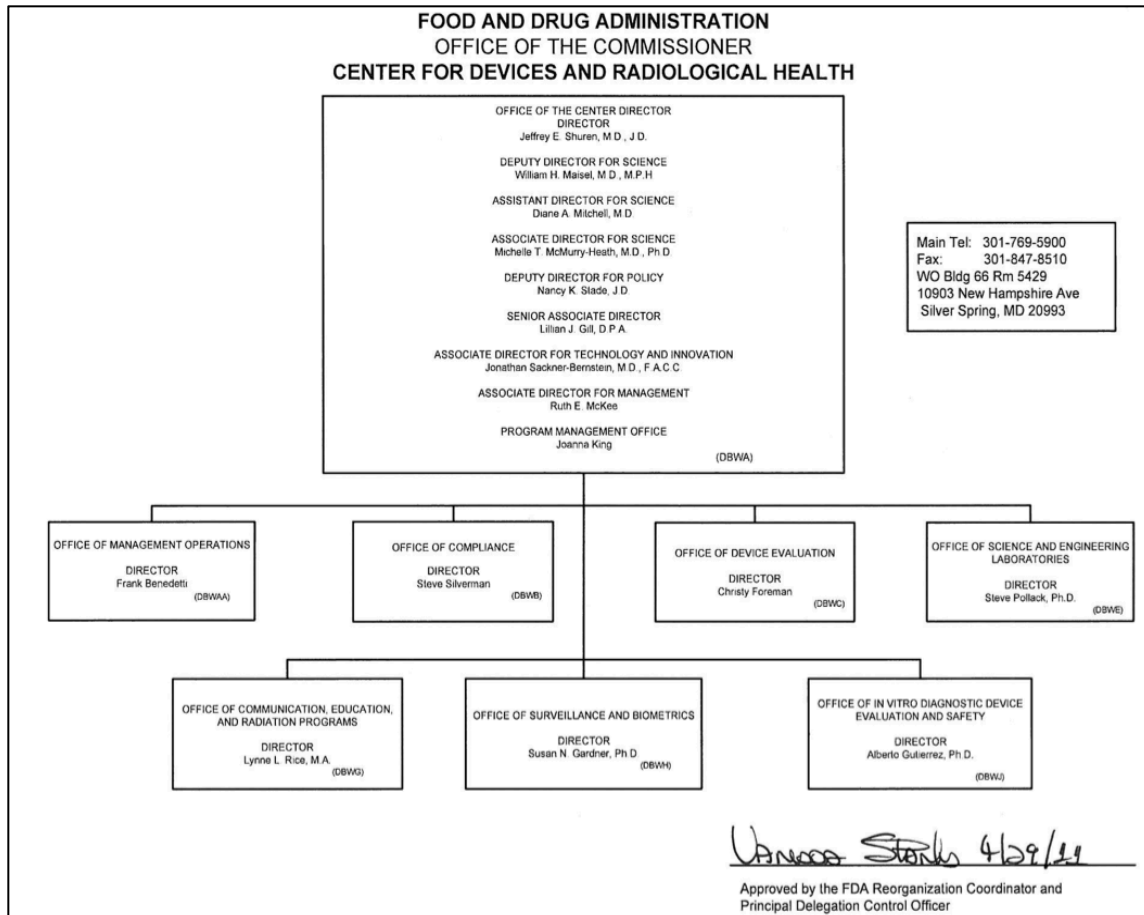 FOOD AND DRUG ADMINISTRATION
OFFICE OF THE COMMISSIONER
CENTER FOR DEVICES AND RADIOLOGICAL HEALTH
OFFICE OF THE CENTER DIRECTOR
DIRECTOR
Jeffrey E. Shuren, M.D., J.D.
DEPUTY DIRECTOR FOR SCIENCE
William H. Maisel, M.D., M.P.H
ASSISTANT DIRECTOR FOR SCIENCE
Diane A. Mitchell, M.D
ASSOCIATE DIRECTOR FOR SCIENCE
Michelle T. McMurry-Heath, M.D., Ph.D
DEPUTY DIRECTOR FOR POLICY
Nancy K. Stade, J.D.
SENIOR ASSOCIATE DIRECTOR
Lillian J. Gill, D.P.A.
ASSOCIATE DIRECTOR FOR TECHNOLOGY AND INNOVATION
Jonathan Sackner-Bernstein, M.D., F.A.C.C.
ASSOCIATE DIRECTOR FOR MANAGEMENT
Ruth E. McKee
PROGRAM MANAGEMENT OFFICE
Joanna King
(DBWA)
Main Tel: 301-769-5900
Fax: 301-847-8510
WO Bldg 66 Rm 5429
10903 New Hampshire Ave
Silver Spring, MD 20993
OFFICE OF MANAGEMENT OPERATIONS
DIRECTOR
Frank Benedetti
(DBWAA)
OFFICE OF COMPLIANCE
DIRECTOR
Steve Silverman
(DBWB)
OFFICE OF DEVICE EVALUATION
DIRECTOR
Christy Foreman
(DBWC)
OFFICE OF SCIENCE AND ENGINEERING
LABORATORIES
DIRECTOR
Steve Pollack, Ph.D.
(DBWE)
OFFICE OF COMMUNICATION, EDUCATION,
AND RADIATION PROGRAMS
DIRECTOR
Lynne L. Rice, M.A.
(DBWG)
OFFICE OF SURVEILLANCE AND BIOMETRICS
DIRECTOR
Susan N. Gardner, Ph.D
(DBWH)
OFFICE OF IN VITRO DIAGNOSTIC DEVICE
EVALUATION AND SAFETY
DIRECTOR
Alberto Gutierrez, Ph.D.
(DBWJ)
Vanessa Starks 4/29/11
Approved by the FDA Reorganization Coordinator and
Principal Delegation Control Officer